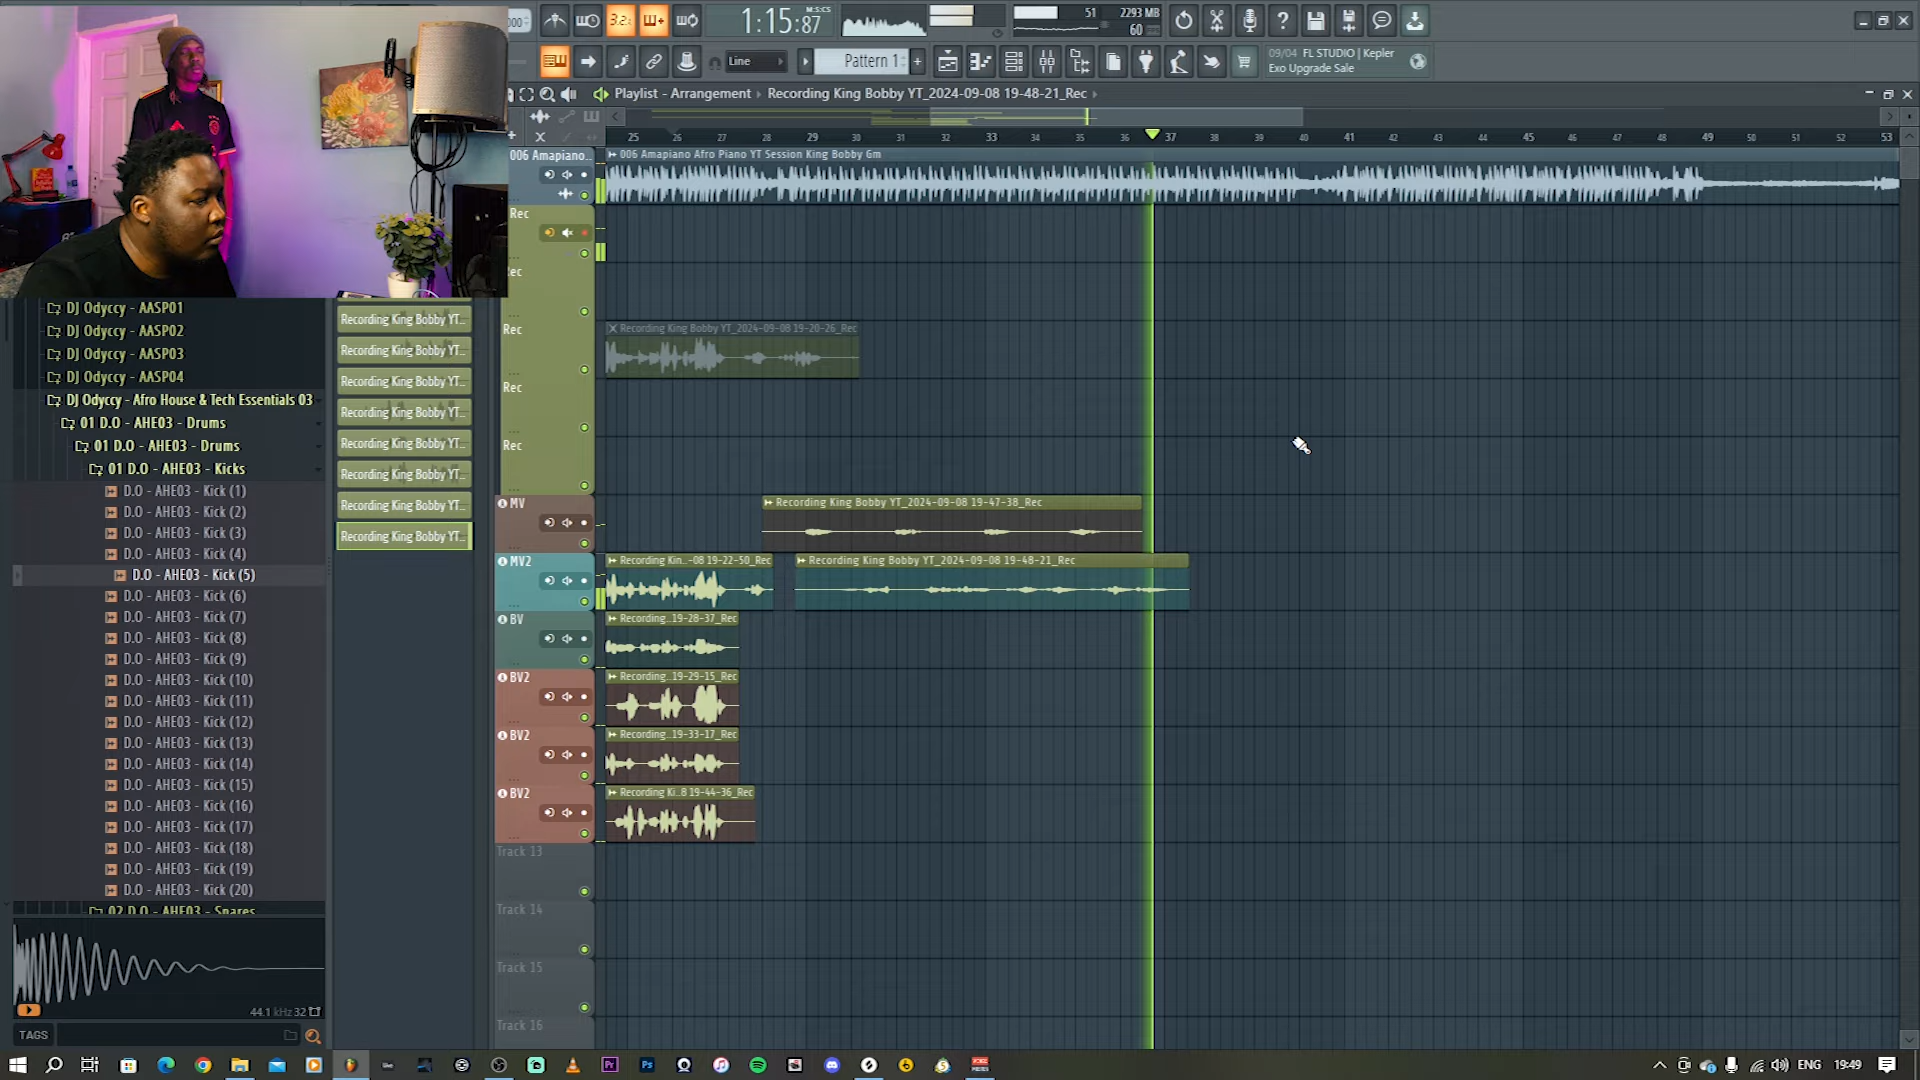 000
3.2
1:15:87
M:S:CS
51
2293 MB
60
09/04 FL STUDIO | Kepler
Exo Upgrade Sale
Line
Pattern 1
Playlist - Arrangement › Recording King Bobby YT_2024-09-08 19-48-21_Rec
25 26 27 28 29 30 31 32 33 34 35 36 37 38 39 40 41 42 43 44 45 46 47 48 49 50 51 52 53
006 Amapiano..
006 Amapiano Afro Piano YT Session King Bobby Gm
Rec
Rec
Rec
Recording King Bobby YT_2024-09-08 19-20-26_Rec
Rec
Rec
MV
Recording King Bobby YT_2024-09-08 19-47-38_Rec
MV2
Recording Kin...-08 19-22-50_Rec
Recording King Bobby YT_2024-09-08 19-48-21_Rec
BV
Recording..19-28-37_Rec
BV2
Recording..19-29-15_Rec
BV2
Recording..19-33-17_Rec
BV2
Recording Ki..8 19-44-36_Rec
Track 13
Track 14
Track 15
Track 16
Recording King Bobby YT..
Recording King Bobby YT..
Recording King Bobby YT..
Recording King Bobby YT..
Recording King Bobby YT..
Recording King Bobby YT..
Recording King Bobby YT..
Recording King Bobby YT..
DJ Odyccy - AASP01
DJ Odyccy - AASP02
DJ Odyccy - AASP03
DJ Odyccy - AASP04
DJ Odyccy - Afro House & Tech Essentials 03
01 D.O - AHE03 - Drums
01 D.O - AHE03 - Drums
01 D.O - AHE03 - Kicks
D.O - AHE03 - Kick (1)
D.O - AHE03 - Kick (2)
D.O - AHE03 - Kick (3)
D.O - AHE03 - Kick (4)
D.O - AHE03 - Kick (5)
D.O - AHE03 - Kick (6)
D.O - AHE03 - Kick (7)
D.O - AHE03 - Kick (8)
D.O - AHE03 - Kick (9)
D.O - AHE03 - Kick (10)
D.O - AHE03 - Kick (11)
D.O - AHE03 - Kick (12)
D.O - AHE03 - Kick (13)
D.O - AHE03 - Kick (14)
D.O - AHE03 - Kick (15)
D.O - AHE03 - Kick (16)
D.O - AHE03 - Kick (17)
D.O - AHE03 - Kick (18)
D.O - AHE03 - Kick (19)
D.O - AHE03 - Kick (20)
02 D.O - AHE03 - Snares
44.1 kHz 32
TAGS
ENG
19:49